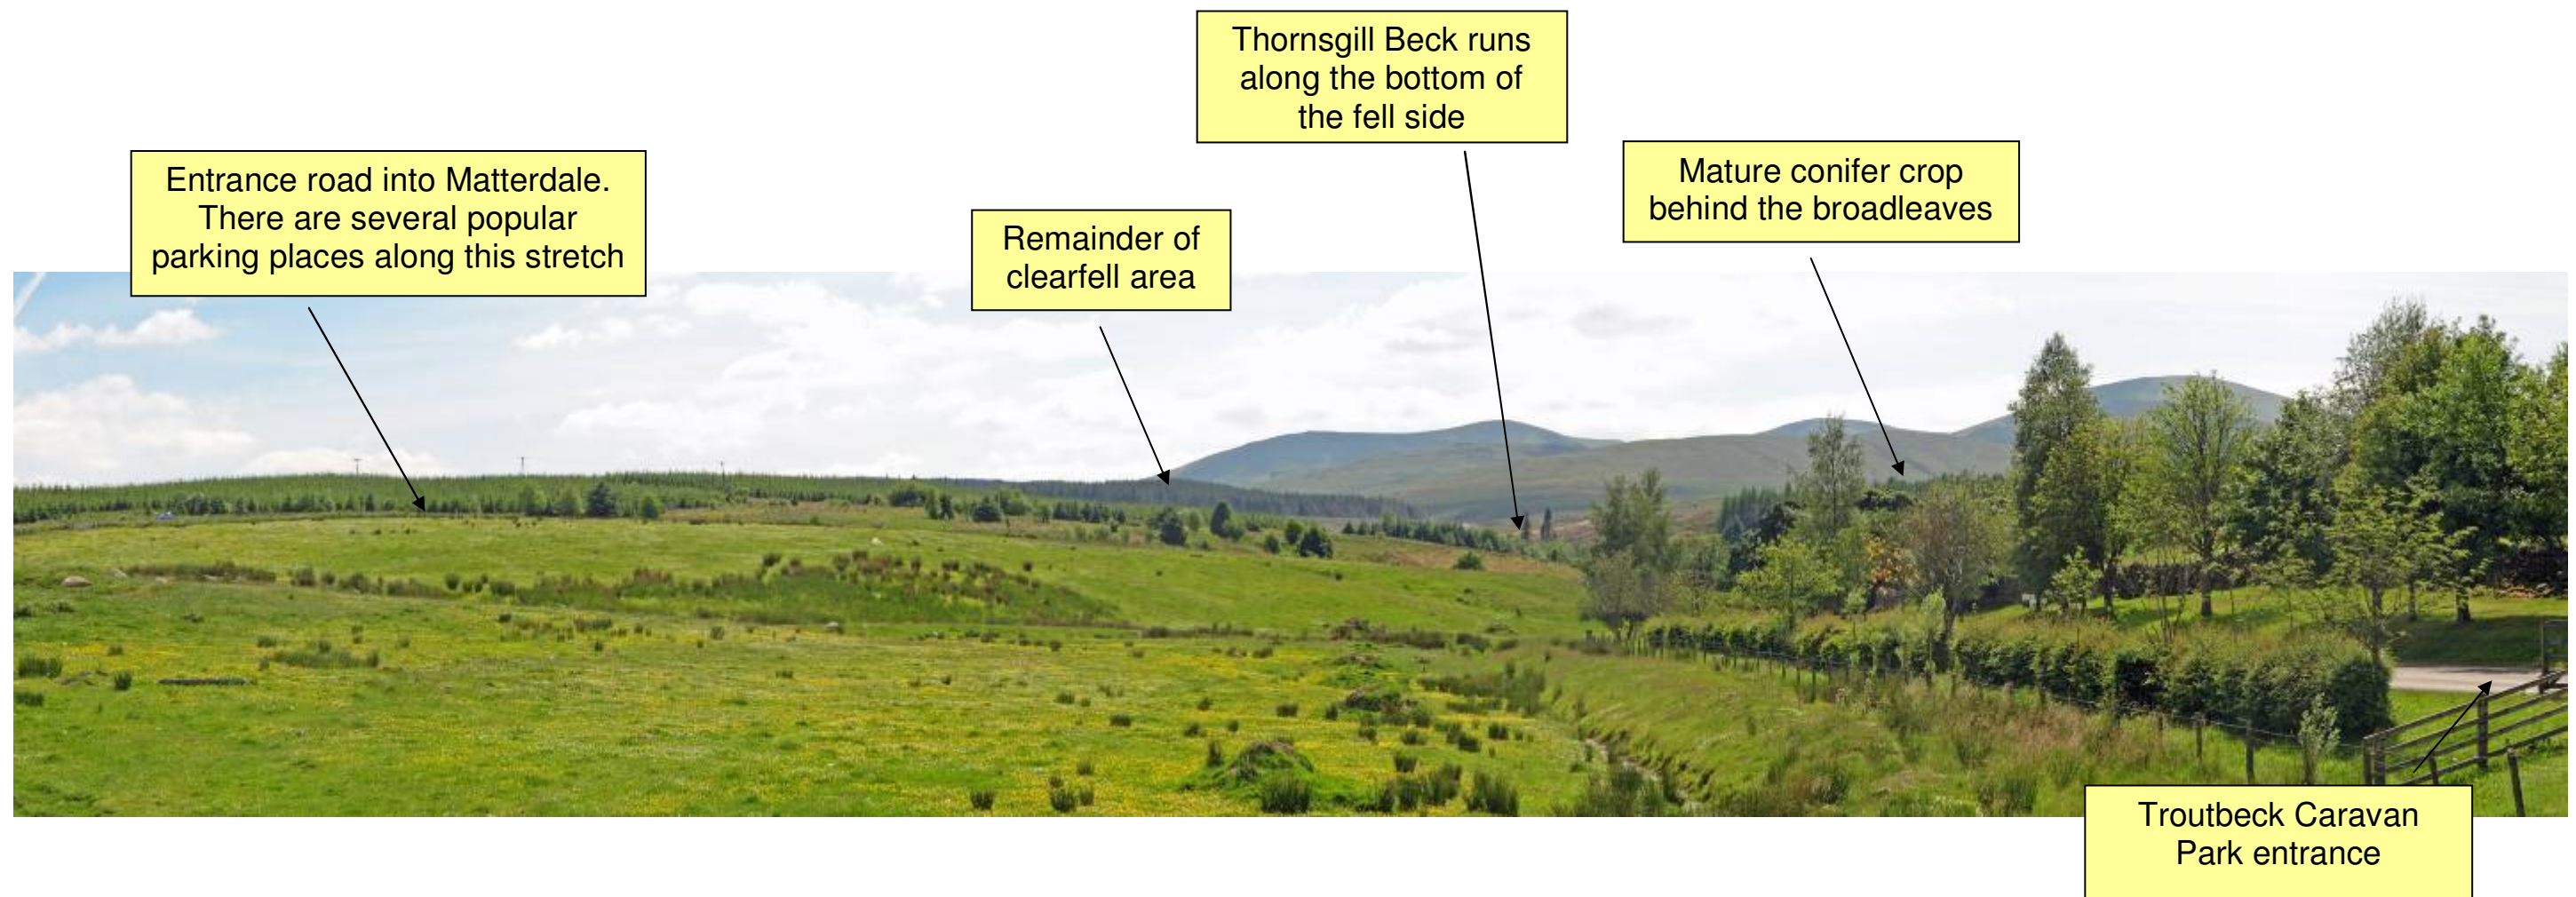 Thornsgill Beck runs
along the bottom of
the fell side
Entrance road into Matterdale.
There are several popular
parking places along this stretch
Remainder of
clearfell area
Mature conifer crop
behind the broadleaves
Troutbeck Caravan
Park entrance